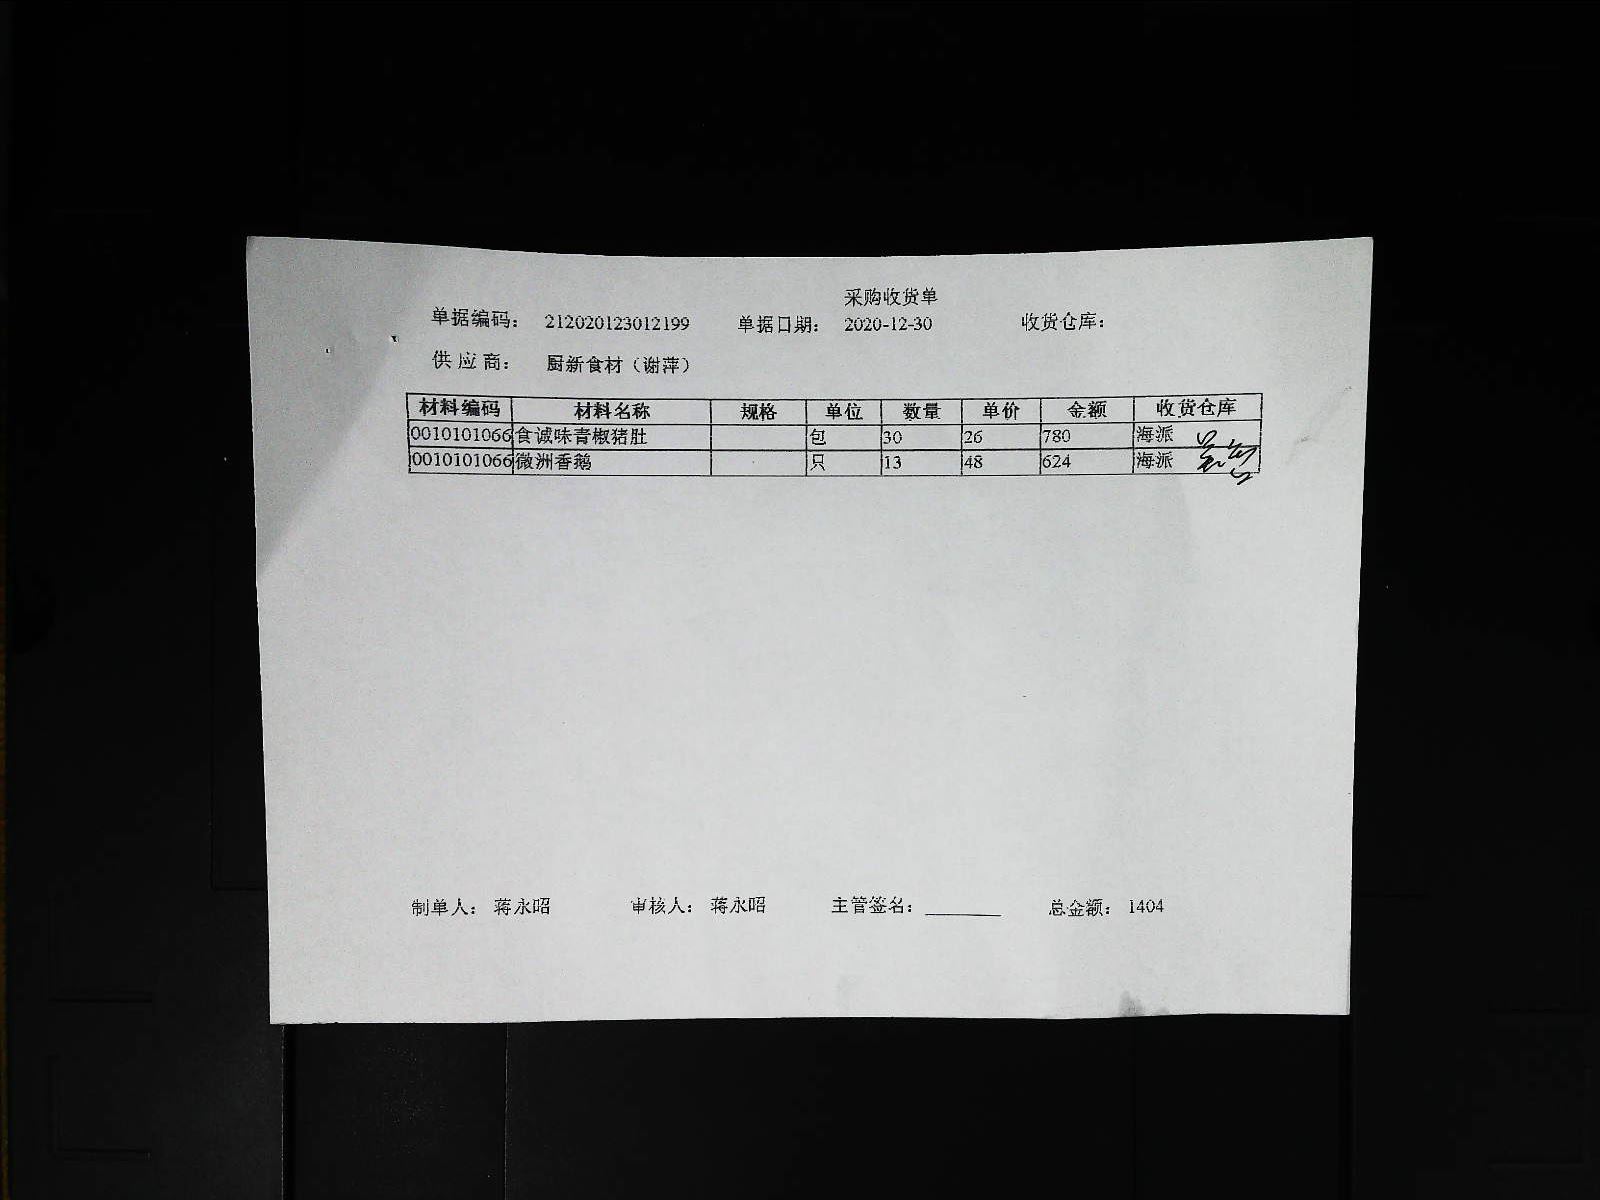 采购收货单
单据编码: 212020123012199 单据日期: 2020-12-30 收货仓库:
供应商: 厨新食材（谢萍）
材料编码 材料名称 规格 单位 数量 单价 金额 收货仓库
0010101066 食诚味青椒猪肚 包 30 26 780 海派
0010101066 微洲香鹅 只 13 48 624 海派
制单人: 蒋永昭 审核人: 蒋永昭 主管签名: 总金额: 1404